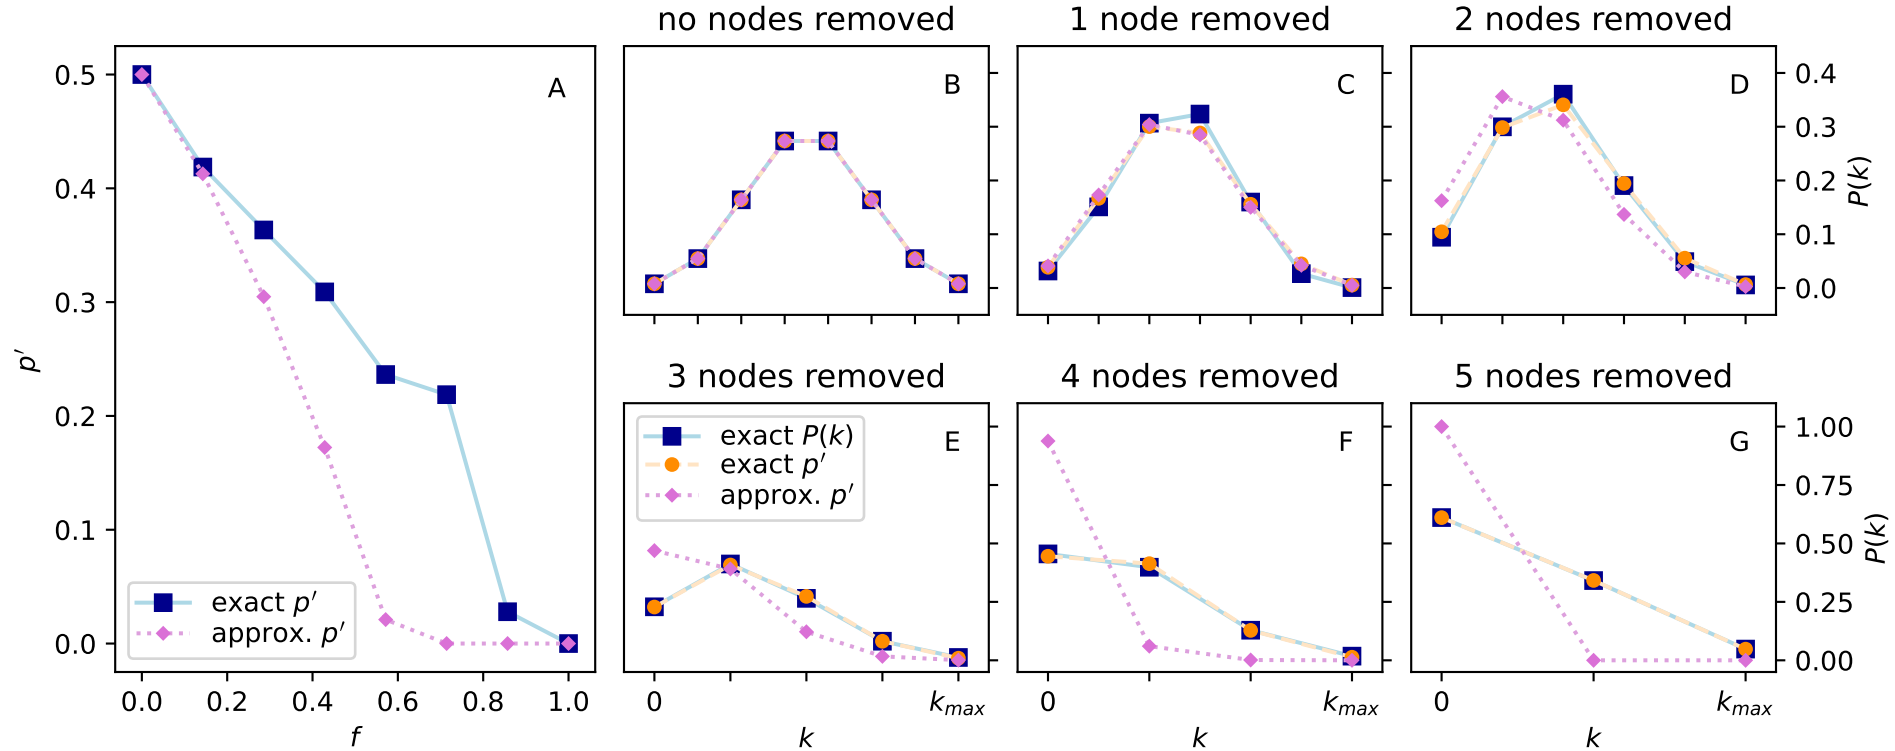 no nodes removed
1 node removed
2 nodes removed
A
B
C
D
0.5
0.4
0.3
0.2
0.1
0.0
p′
exact p′
approx. p′
0.0 0.2 0.4 0.6 0.8 1.0
f
0.4
0.3
0.2
0.1
0.0
P(k)
3 nodes removed
4 nodes removed
5 nodes removed
E
F
G
exact P(k)
exact p′
approx. p′
1.00
0.75
0.50
0.25
0.00
P(k)
0 kmax
k
0 kmax
k
0 kmax
k